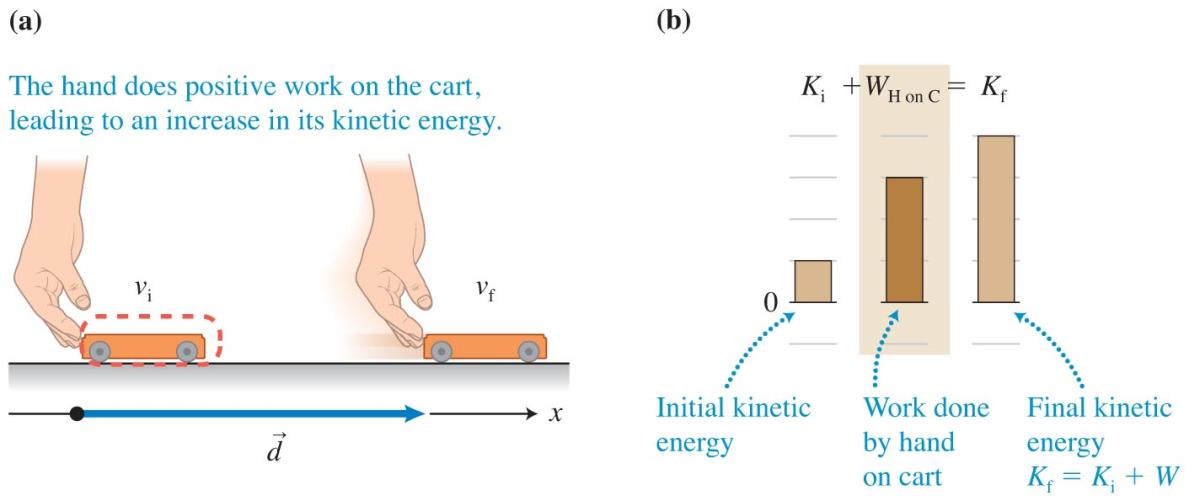 (a)
The hand does positive work on the cart,
leading to an increase in its kinetic energy.
v_i
v_f
x
d⃗
(b)
K_i + W_H on C = K_f
0
Initial kinetic
energy
Work done
by hand
on cart
Final kinetic
energy
K_f = K_i + W